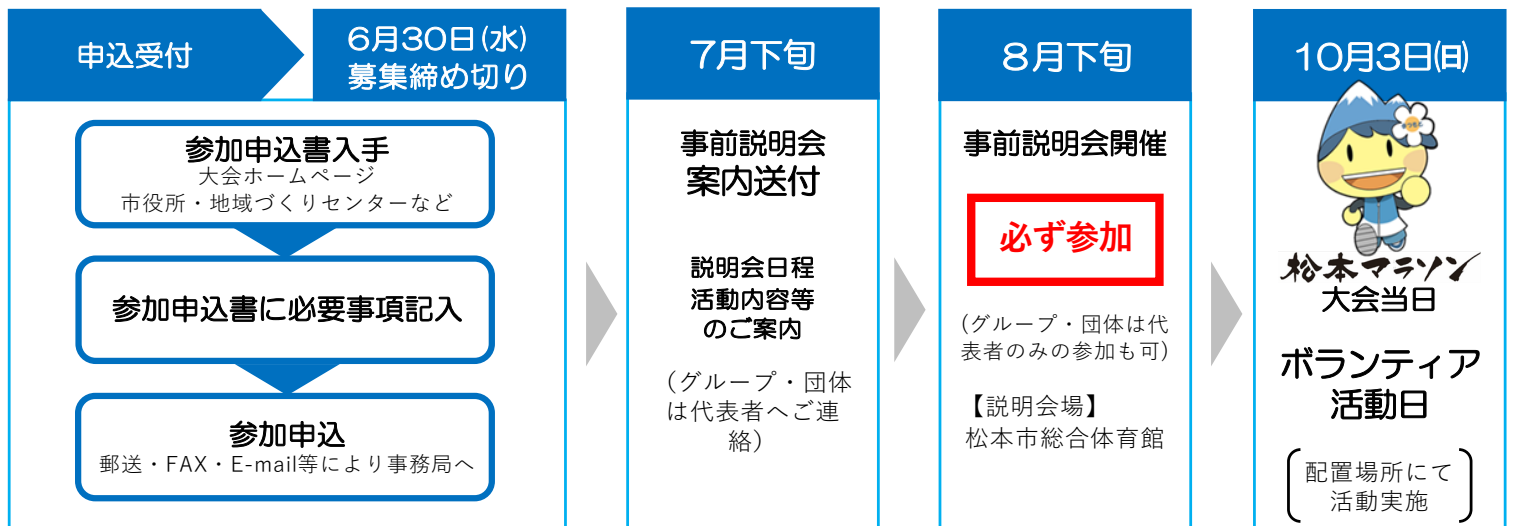 申込受付
6月30日(水)
募集締め切り
参加申込書入手
大会ホームページ
市役所・地域づくりセンターなど
参加申込書に必要事項記入
参加申込
郵送・FAX・E-mail等により事務局へ
7月下旬
事前説明会
案内送付
説明会日程
活動内容等
のご案内
(グループ・団体
は代表者へご連
絡)
8月下旬
事前説明会開催
必ず参加
(グループ・団体は代
表者のみの参加も可)
【説明会場】
松本市総合体育館
10月3日(日)
松本マラソン
大会当日
ボランティア
活動日
配置場所にて
活動実施